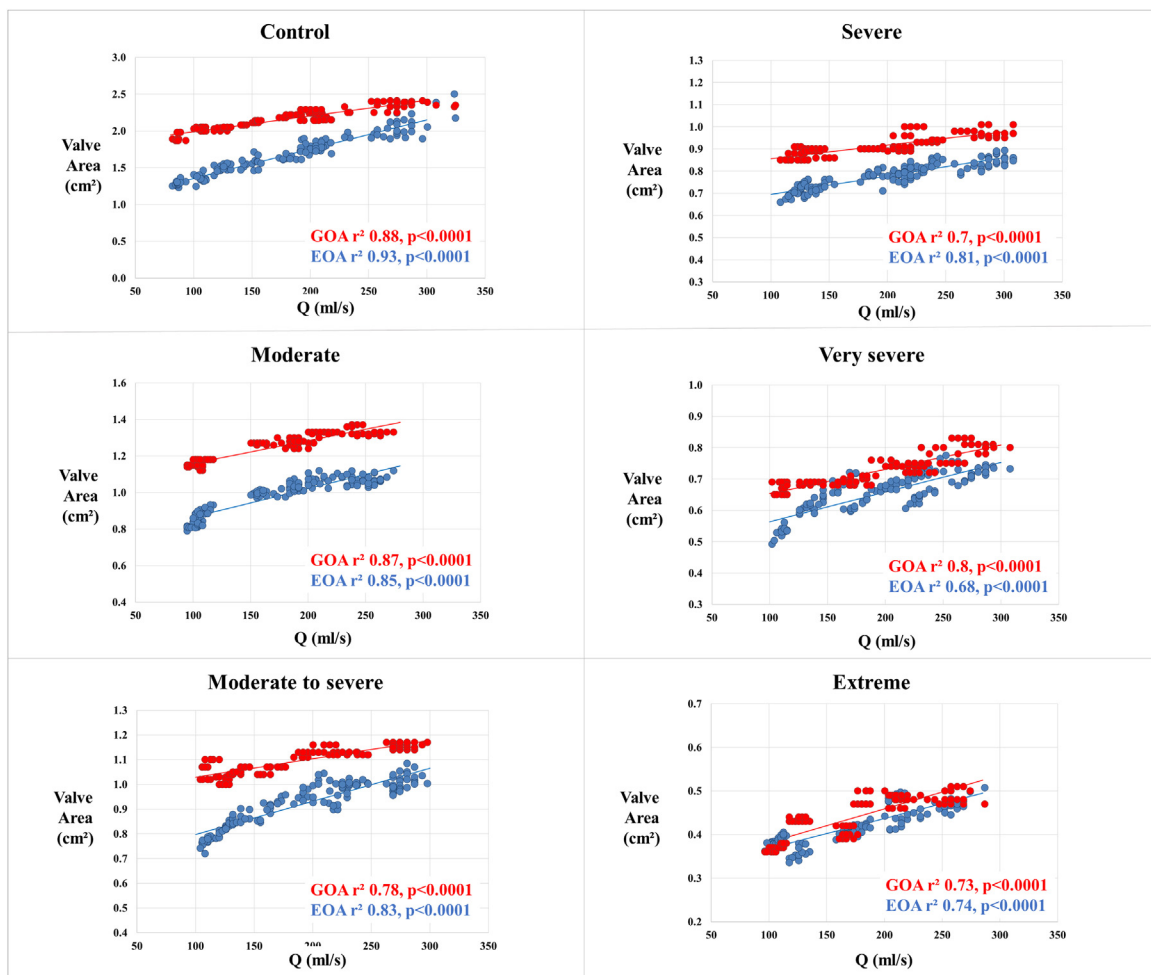 Control
3.0
2.5
2.0
1.5
1.0
0.5
0.0
Valve
Area
(cm²)
GOA r² 0.88, p<0.0001
EOA r² 0.93, p<0.0001
50 100 150 200 250 300 350
Q (ml/s)
Severe
1.3
1.2
1.1
1.0
0.9
0.8
0.7
0.6
0.5
0.4
0.3
Valve
Area
(cm²)
GOA r² 0.7, p<0.0001
EOA r² 0.81, p<0.0001
50 100 150 200 250 300 350
Q (ml/s)
Moderate
1.6
1.4
1.2
1.0
0.8
0.6
0.4
Valve
Area
(cm²)
GOA r² 0.87, p<0.0001
EOA r² 0.85, p<0.0001
50 100 150 200 250 300 350
Q (ml/s)
Very severe
1.0
0.9
0.8
0.7
0.6
0.5
0.4
0.3
Valve
Area
(cm²)
GOA r² 0.8, p<0.0001
EOA r² 0.68, p<0.0001
50 100 150 200 250 300 350
Q (ml/s)
Moderate to severe
1.3
1.2
1.1
1.0
0.9
0.8
0.7
0.6
0.5
0.4
Valve
Area
(cm²)
GOA r² 0.78, p<0.0001
EOA r² 0.83, p<0.0001
50 100 150 200 250 300 350
Q (ml/s)
Extreme
0.7
0.6
0.5
0.4
0.3
0.2
Valve
Area
(cm²)
GOA r² 0.73, p<0.0001
EOA r² 0.74, p<0.0001
50 100 150 200 250 300 350
Q (ml/s)